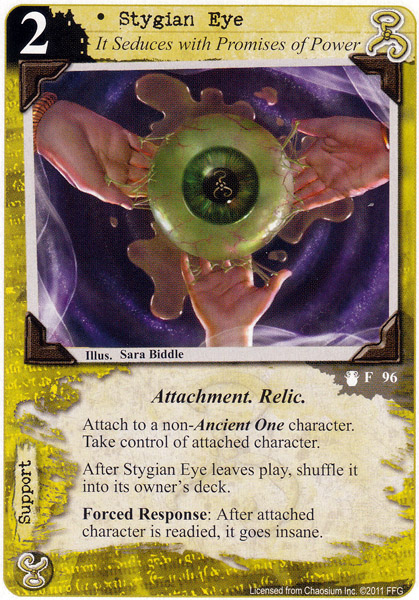 2
• Stygian Eye
It Seduces with Promises of Power
5
Illus. Sara Biddle
F 96
Attachment. Relic.
Attach to a non-Ancient One character.
Take control of attached character.
After Stygian Eye leaves play, shuffle it
into its owner's deck.
Forced Response: After attached
character is readied, it goes insane.
Support
Licensed from Chaosium Inc. ©2011 FFG